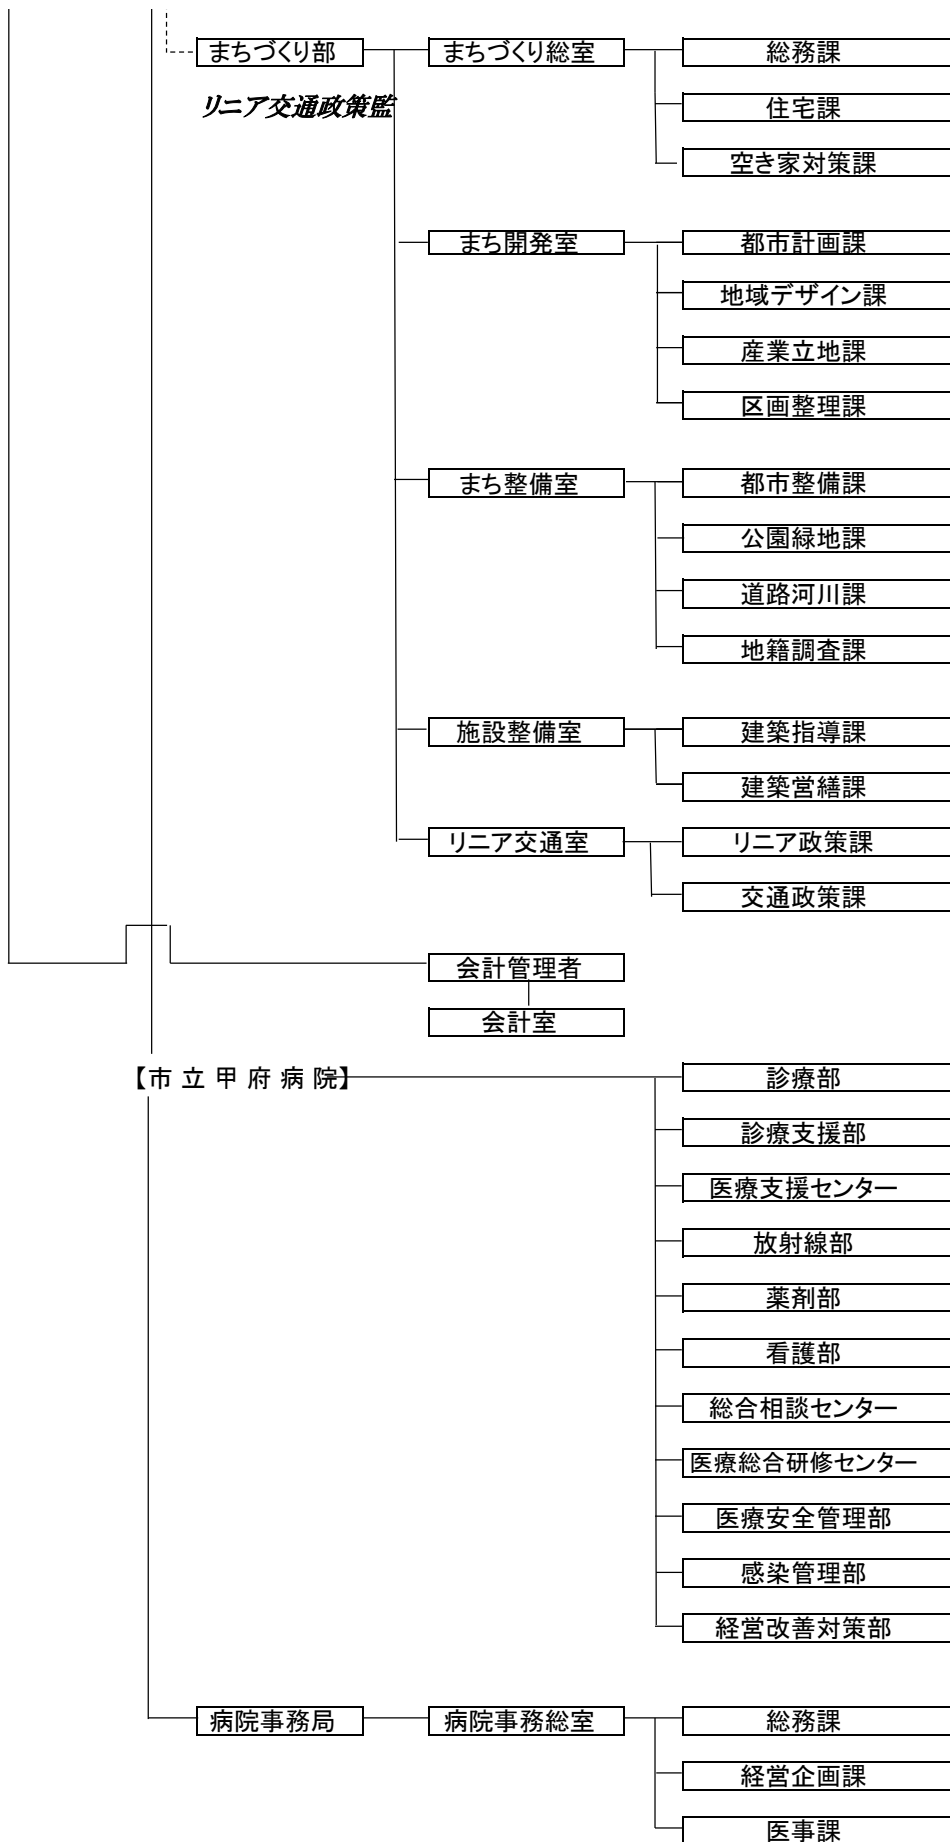 まちづくり部 まちづくり総室 総務課
リニア交通政策監 住宅課
空き家対策課
まち開発室 都市計画課
地域デザイン課
産業立地課
区画整理課
まち整備室 都市整備課
公園緑地課
道路河川課
地籍調査課
施設整備室 建築指導課
建築営繕課
リニア交通室 リニア政策課
交通政策課
会計管理者
会計室
【市立甲府病院】 診療部
診療支援部
医療支援センター
放射線部
薬剤部
看護部
総合相談センター
医療総合研修センター
医療安全管理部
感染管理部
経営改善対策部
病院事務局 病院事務総室 総務課
経営企画課
医事課